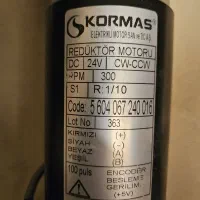 KORMAS
ELEKTRİKLİ MOTOR SAN. ve TİC. A.Ş.
REDÜKTÖR MOTORU
DC 24V CW-CCW
RPM 300
S1 R:1/10
Code: 5 604 067 240 016
Lot No 363
KIRMIZI (+)
SİYAH (-)
BEYAZ (A)
YEŞİL (B)
100 puls ENCODER
BESLEME
GERİLİM
(+5V)